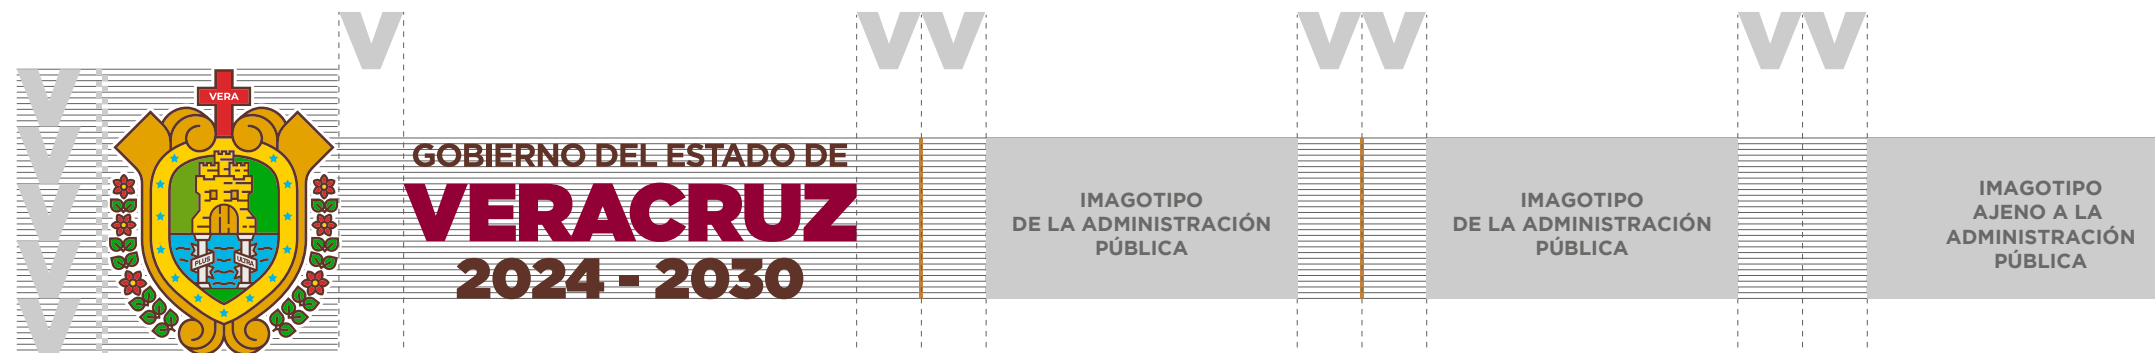 V V V V V V V
V
V
V
V
V
VERA
PLUS ULTRA
GOBIERNO DEL ESTADO DE
VERACRUZ
2024 - 2030
IMAGOTIPO
DE LA ADMINISTRACIÓN
PÚBLICA
IMAGOTIPO
DE LA ADMINISTRACIÓN
PÚBLICA
IMAGOTIPO
AJENO A LA
ADMINISTRACIÓN
PÚBLICA